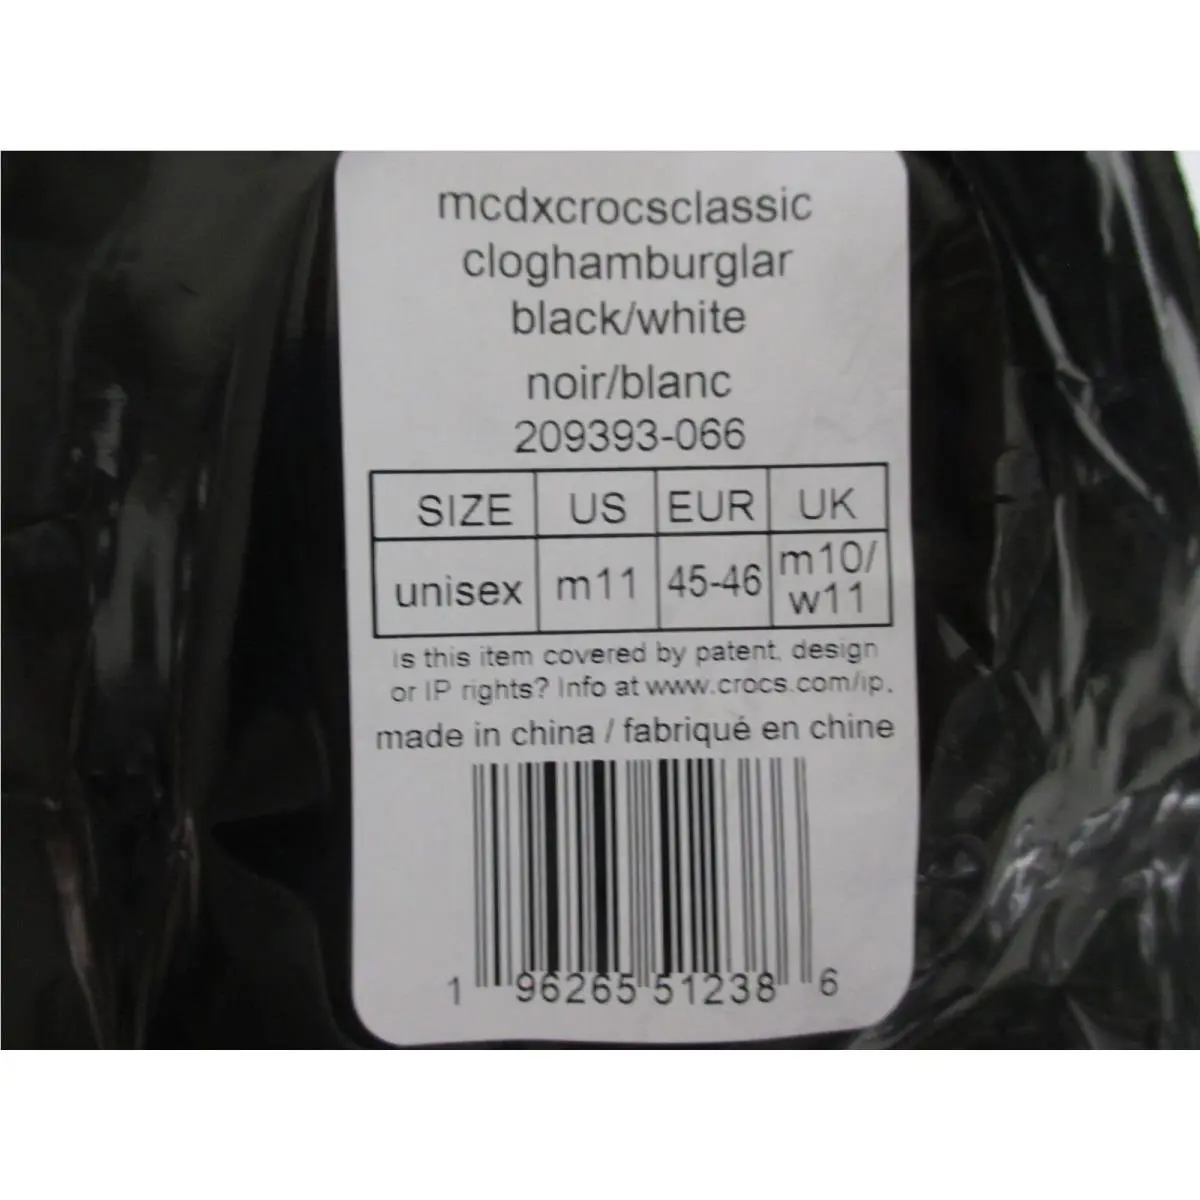 mcdxcrocsclassic
cloghamburglar
black/white
noir/blanc
209393-066
SIZE US EUR UK
unisex m11 45-46 m10/
w11
Is this item covered by patent, design
or IP rights? Info at www.crocs.com/ip.
made in china / fabriqué en chine
1 96265 51238 6